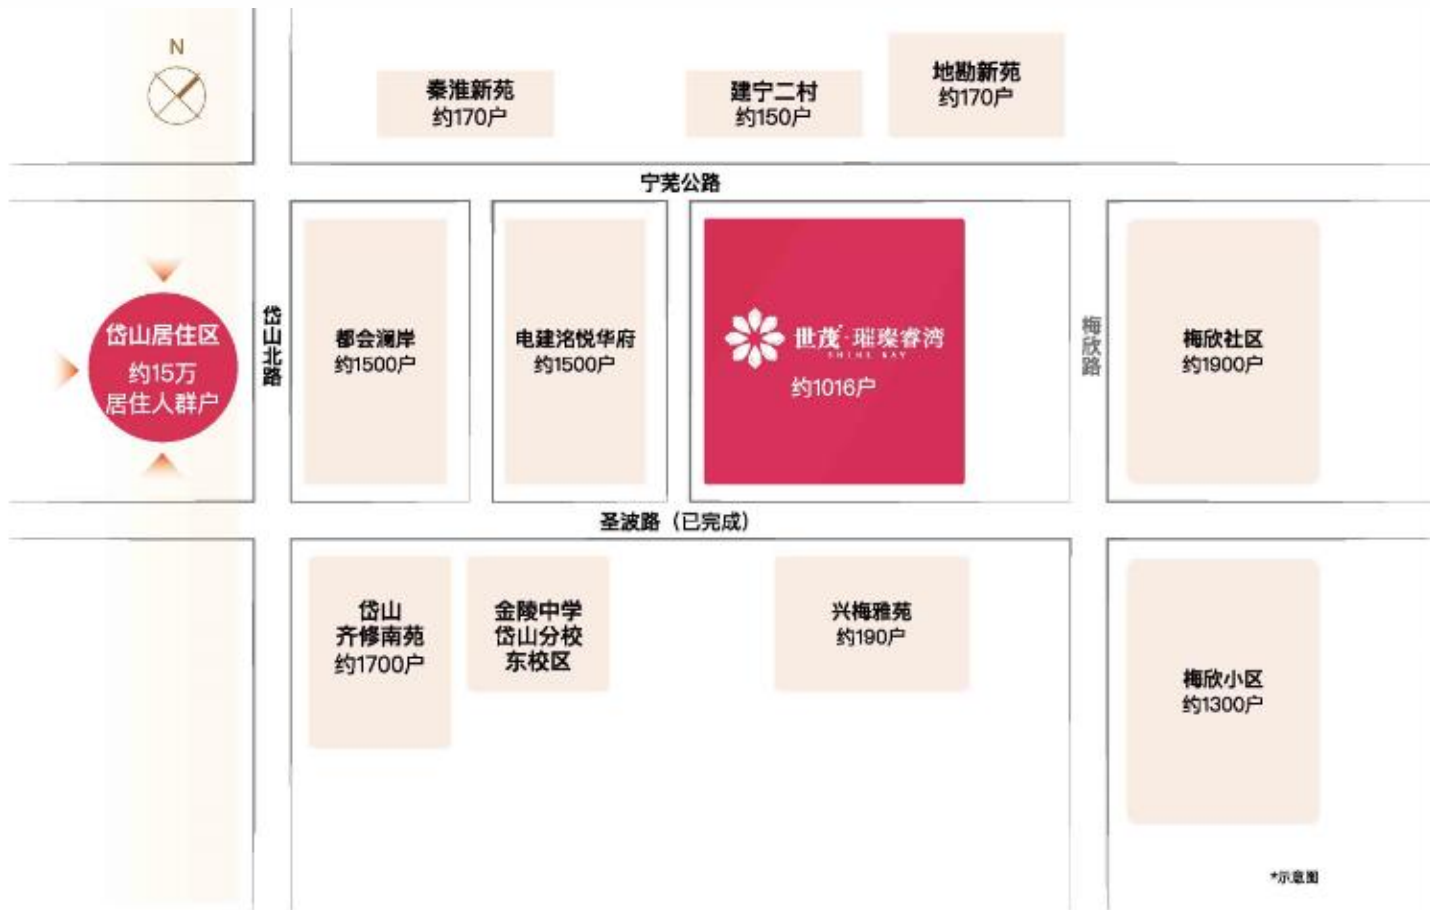 N
秦淮新苑
约170户
建宁二村
约150户
地勘新苑
约170户
宁芜公路
岱山居住区
约15万
居住人群户
岱山北路
都会澜岸
约1500户
电建洺悦华府
约1500户
世茂·璀璨睿湾
SHINE BAY
约1016户
梅欣路
梅欣社区
约1900户
圣波路（已完成）
岱山
齐修南苑
约1700户
金陵中学
岱山分校
东校区
兴梅雅苑
约190户
梅欣小区
约1300户
*示意图